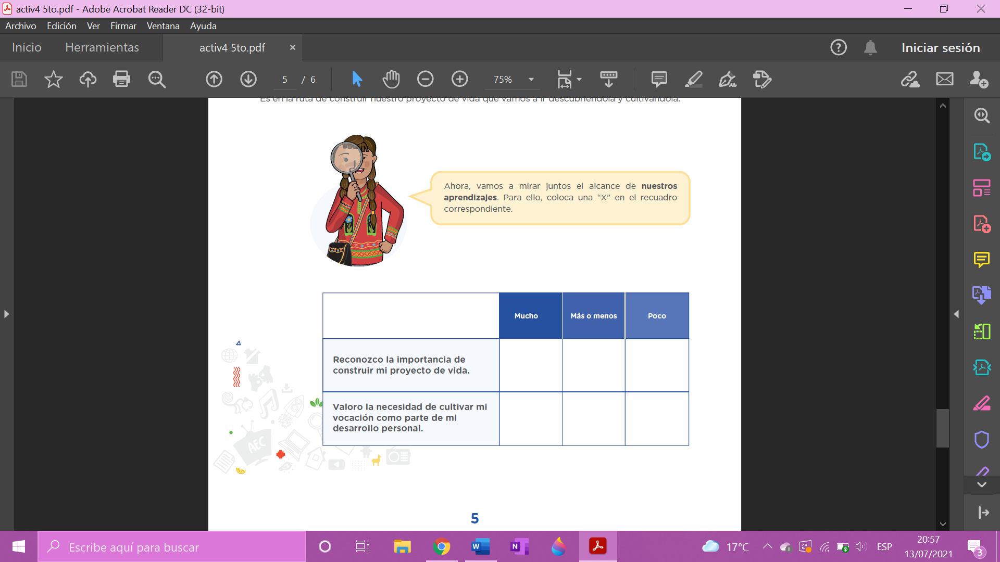 activ4 5to.pdf - Adobe Acrobat Reader DC (32-bit)
Archivo Edición Ver Firmar Ventana Ayuda
Inicio Herramientas activ4 5to.pdf Iniciar sesión
5 / 6 75%
Es en la ruta de construir nuestro proyecto de vida que vamos a ir descubriéndola y cultivándola.
Ahora, vamos a mirar juntos el alcance de nuestros
aprendizajes. Para ello, coloca una “X” en el recuadro
correspondiente.
Mucho Más o menos Poco
Reconozco la importancia de
construir mi proyecto de vida.
Valoro la necesidad de cultivar mi
vocación como parte de mi
desarrollo personal.
AEC
5
Escribe aquí para buscar
17°C ESP
20:57
13/07/2021
3